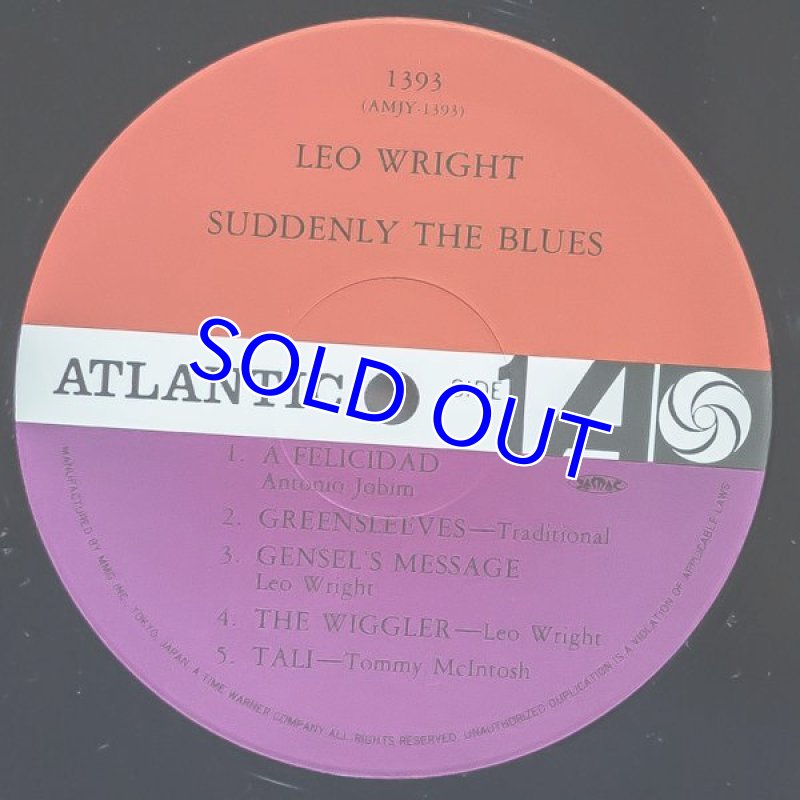 1393
(AMJY-1393)
LEO WRIGHT
SUDDENLY THE BLUES
ATLANTIC SIDE 1 A
SOLD OUT
1. A FELICIDAD
Antonio Jobim
JASRAC
2. GREENSLEEVES—Traditional
3. GENSEL'S MESSAGE
Leo Wright
4. THE WIGGLER—Leo Wright
5. TALI—Tommy McIntosh
MANUFACTURED BY MMG INC. TOKYO, JAPAN. A TIME WARNER COMPANY. ALL RIGHTS RESERVED. UNAUTHORIZED DUPLICATION IS A VIOLATION OF APPLICABLE LAWS